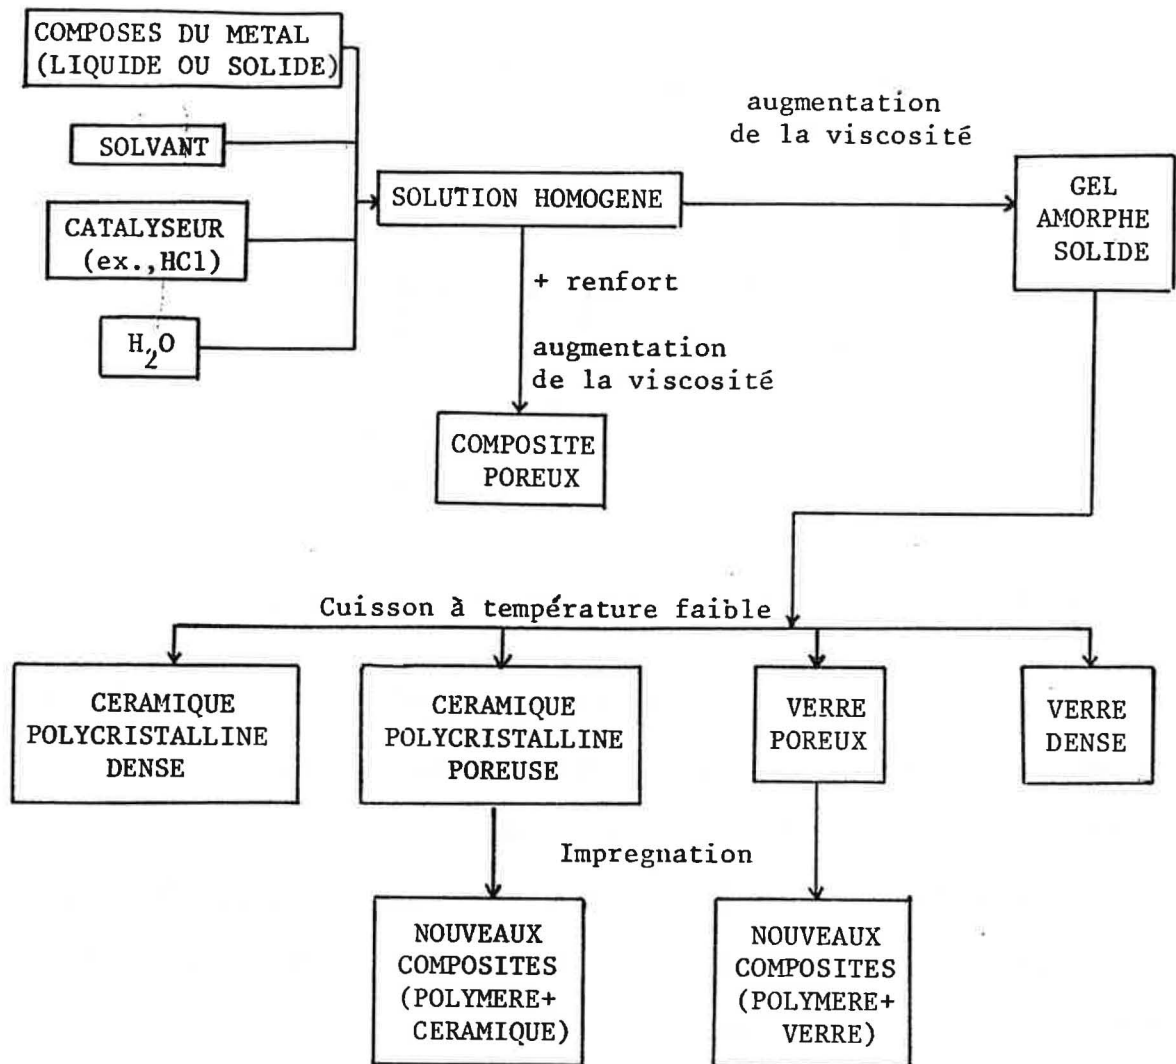 COMPOSES DU METAL
(LIQUIDE OU SOLIDE)
SOLVANT
CATALYSEUR
(ex.,HCl)
H2O
SOLUTION HOMOGENE
augmentation
de la viscosité
GEL
AMORPHE
SOLIDE
+ renfort
augmentation
de la viscosité
COMPOSITE
POREUX
Cuisson à température faible
CERAMIQUE
POLYCRISTALLINE
DENSE
CERAMIQUE
POLYCRISTALLINE
POREUSE
VERRE
POREUX
VERRE
DENSE
Impregnation
NOUVEAUX
COMPOSITES
(POLYMERE+
CERAMIQUE)
NOUVEAUX
COMPOSITES
(POLYMERE+
VERRE)